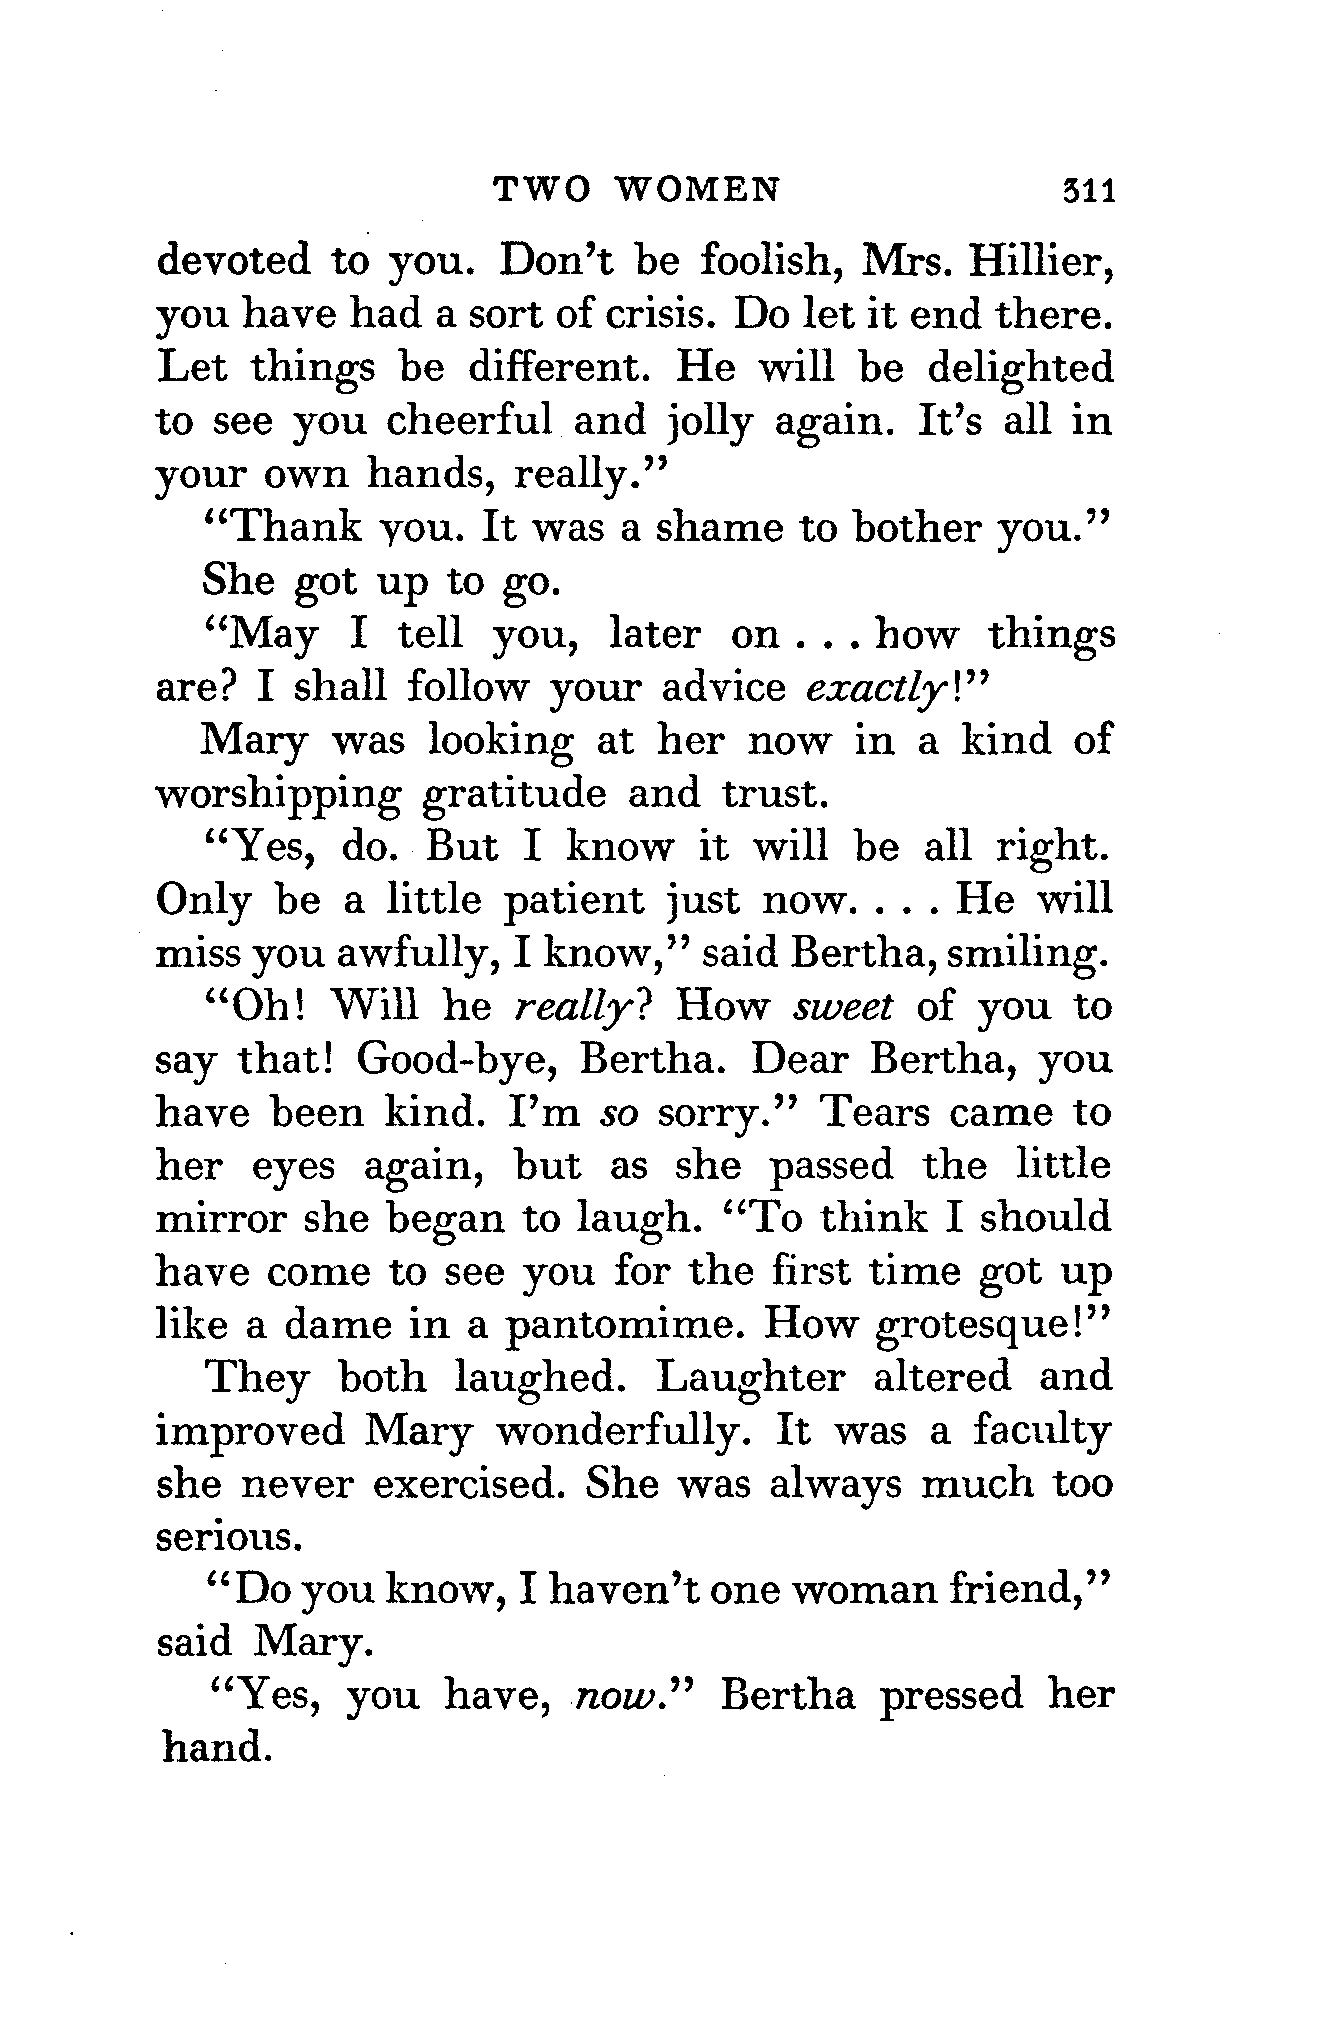 TWO WOMEN 311
devoted to you. Don't be foolish, Mrs. Hillier,
you have had a sort of crisis. Do let it end there.
Let things be different. He will be delighted
to see you cheerful and jolly again. It's all in
your own hands, really."
"Thank you. It was a shame to bother you."
She got up to go.
"May I tell you, later on . . . how things
are? I shall follow your advice exactly!"
Mary was looking at her now in a kind of
worshipping gratitude and trust.
"Yes, do. But I know it will be all right.
Only be a little patient just now. . . . He will
miss you awfully, I know," said Bertha, smiling.
"Oh! Will he really? How sweet of you to
say that! Good-bye, Bertha. Dear Bertha, you
have been kind. I'm so sorry." Tears came to
her eyes again, but as she passed the little
mirror she began to laugh. "To think I should
have come to see you for the first time got up
like a dame in a pantomime. How grotesque!"
They both laughed. Laughter altered and
improved Mary wonderfully. It was a faculty
she never exercised. She was always much too
serious.
"Do you know, I haven't one woman friend,"
said Mary.
"Yes, you have, now." Bertha pressed her
hand.